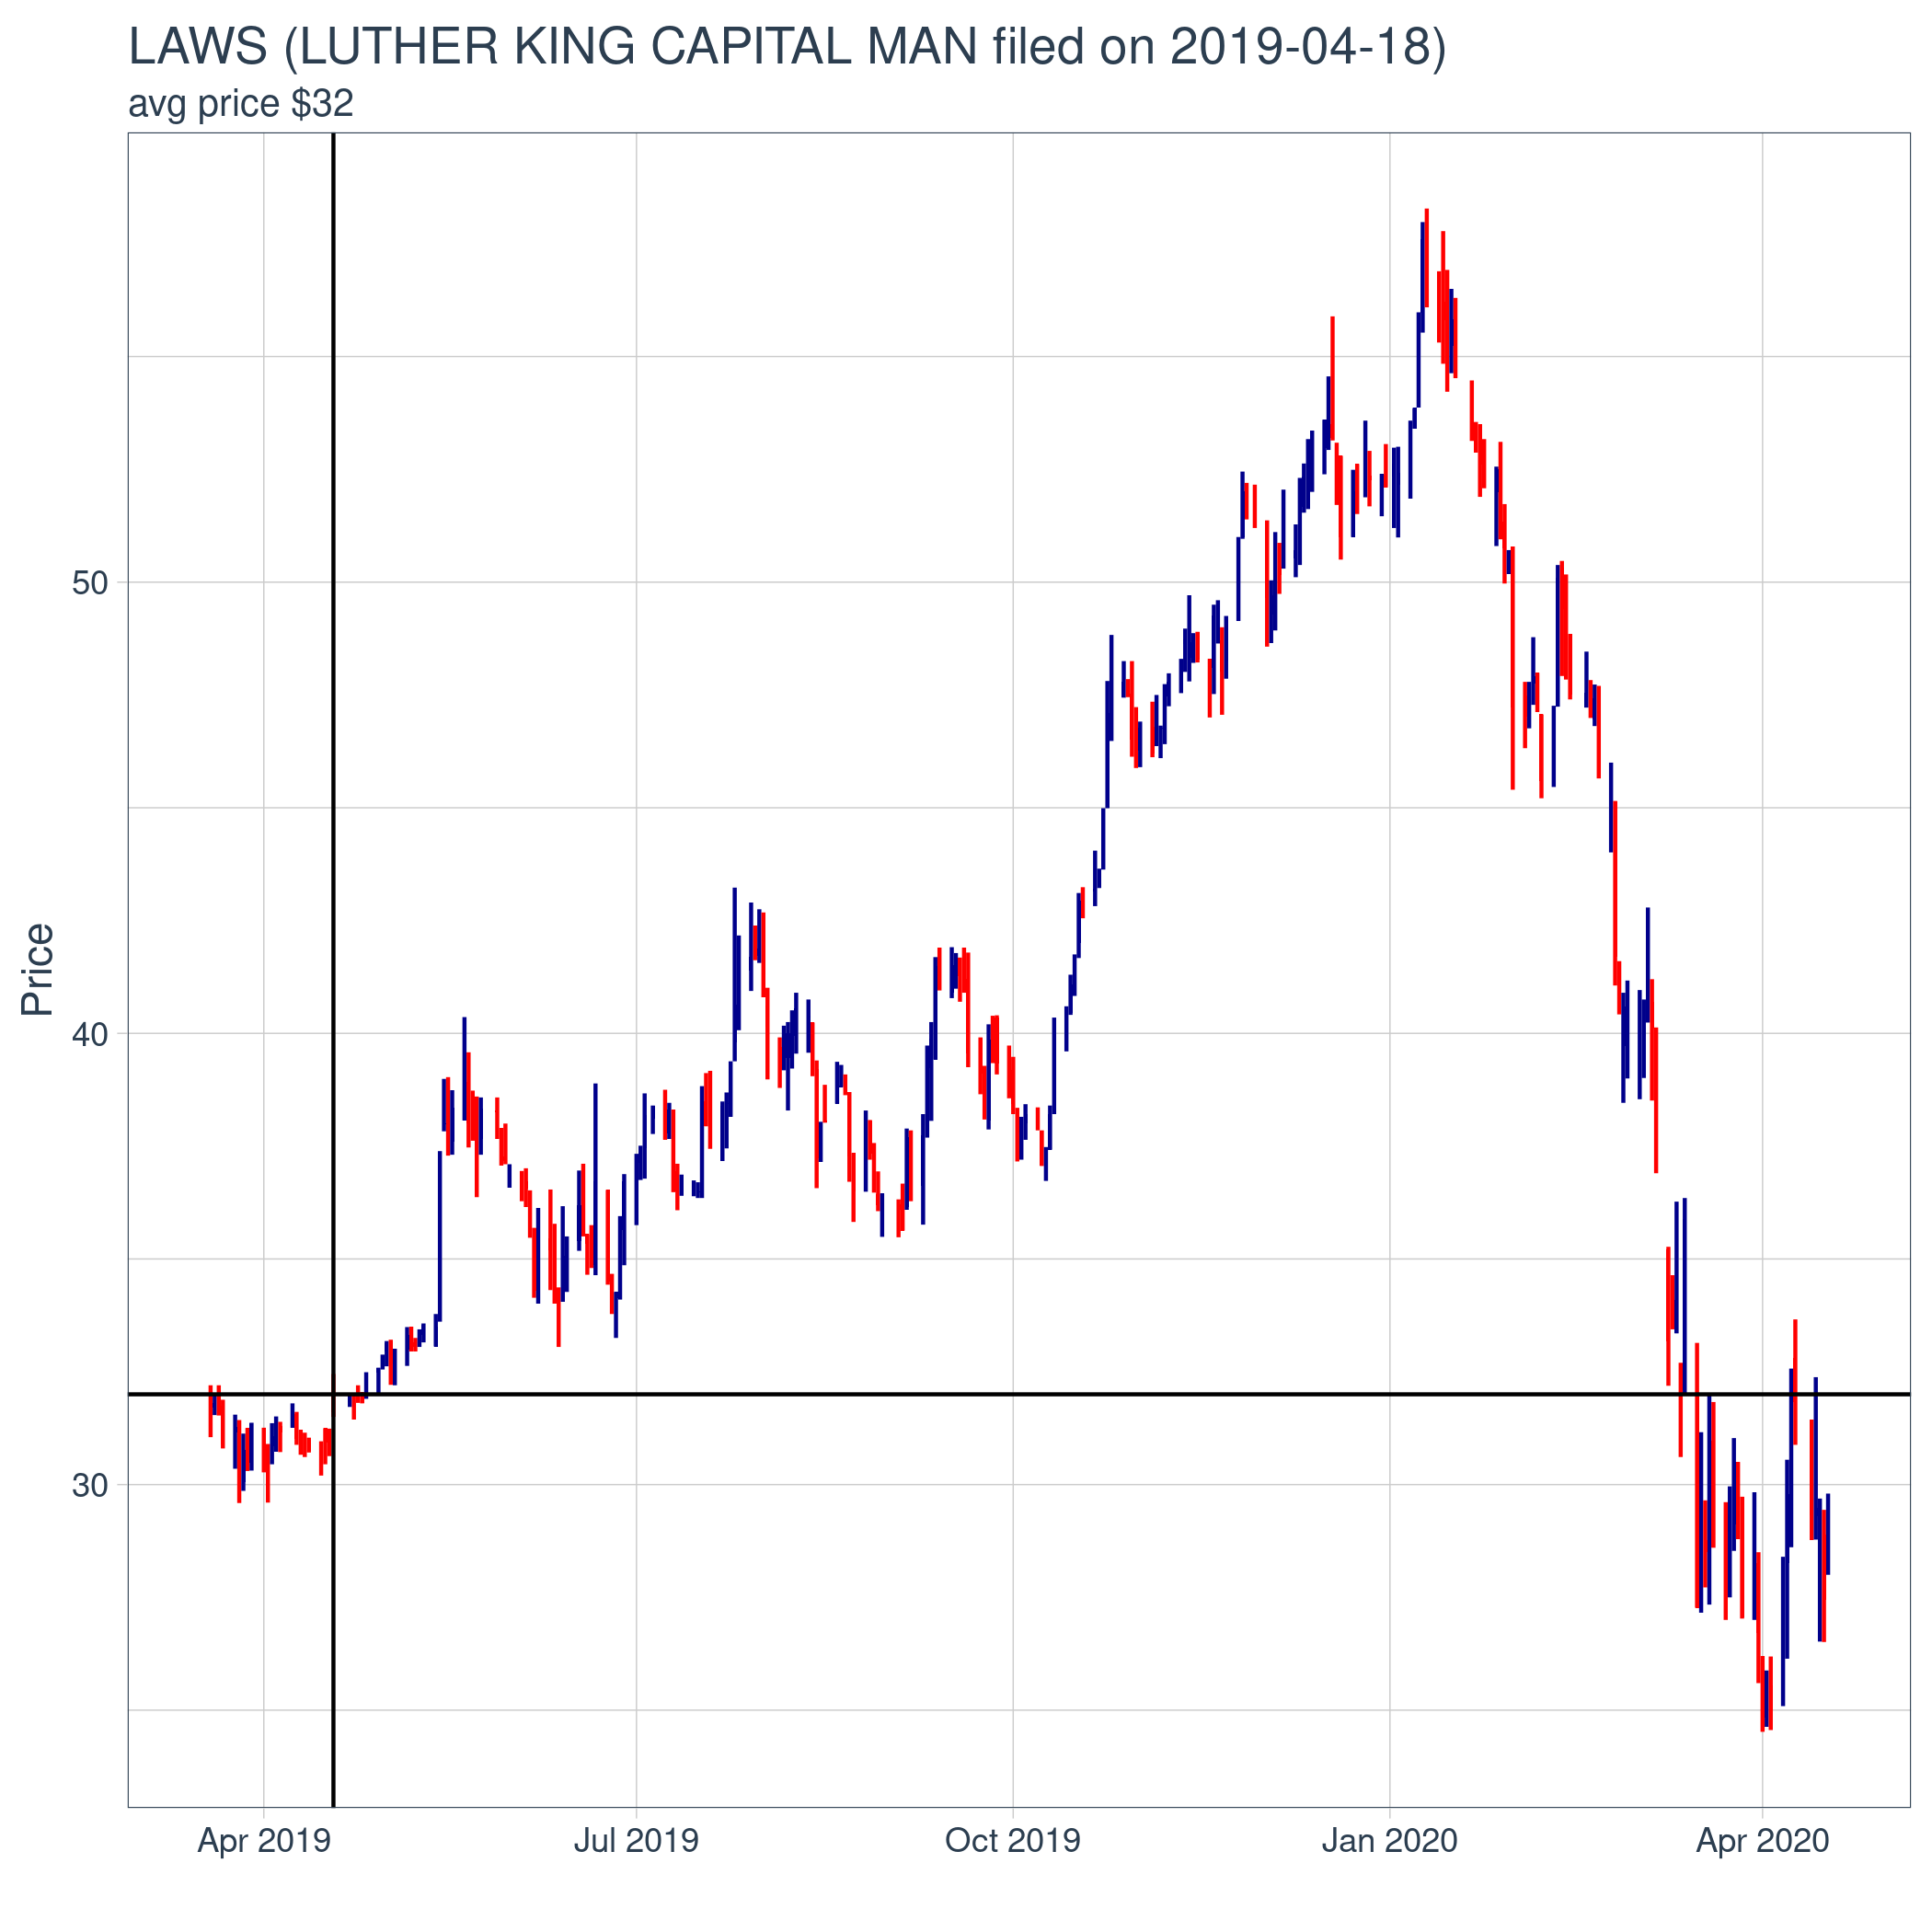 LAWS (LUTHER KING CAPITAL MAN filed on 2019-04-18)
avg price $32
50
40
30
Price
Apr 2019 Jul 2019 Oct 2019 Jan 2020 Apr 2020